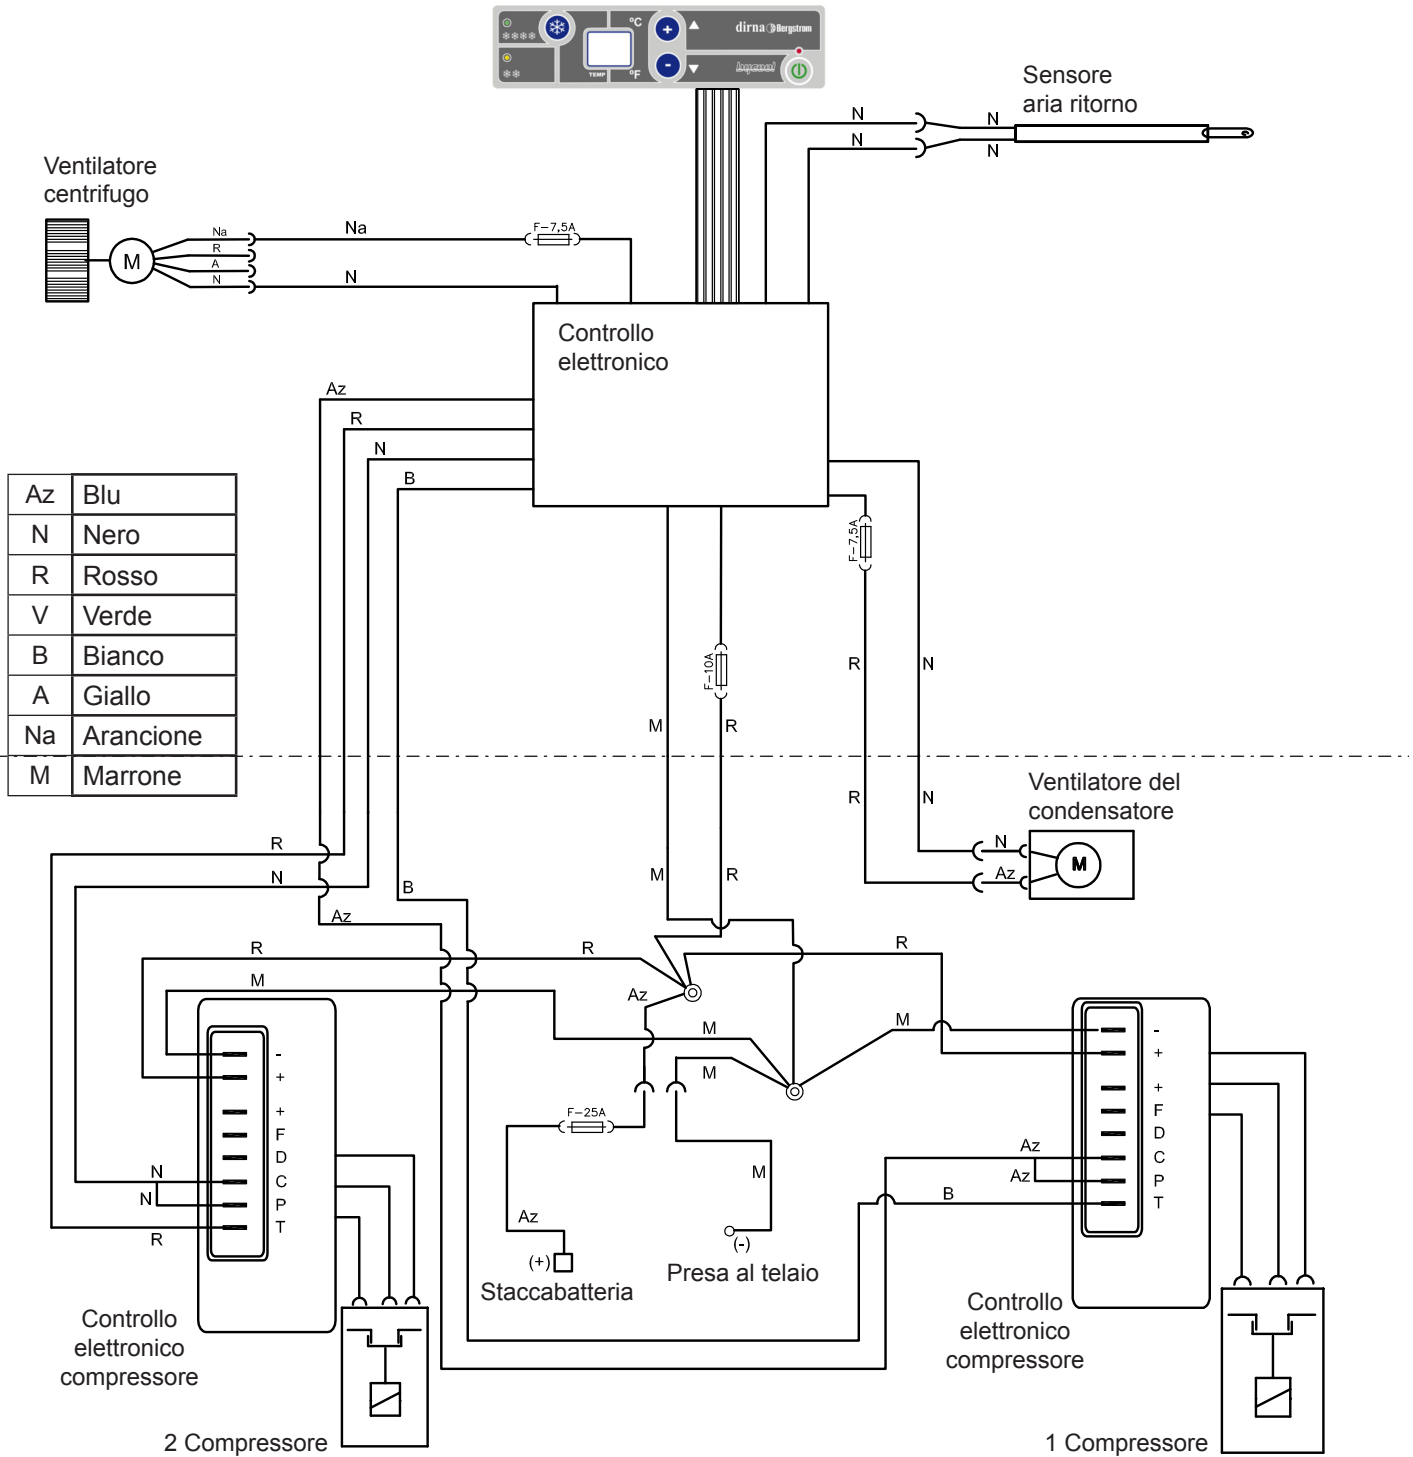 °C
dirna Bergstrom
TEMP
°F
bycool
Sensore
aria ritorno
N
N
N
N
Ventilatore
centrifugo
M
Na
R
A
N
Na
N
F-7,5A
Controllo
elettronico
Az
R
N
B
Az Blu
N Nero
R Rosso
V Verde
B Bianco
A Giallo
Na Arancione
M Marrone
F-7,5A
F-10A
R
N
M
R
R
N
Ventilatore del
condensatore
N
Az
M
R
N
B
Az
M
R
R
R
R
M
Az
M
M
M
F-25A
-
+
+
F
D
C
P
T
N
N
R
-
+
+
F
D
C
P
T
Az
Az
B
M
Az
(+)
Staccabatteria
(-)
Presa al telaio
Controllo
elettronico
compressore
2 Compressore
Controllo
elettronico
compressore
1 Compressore